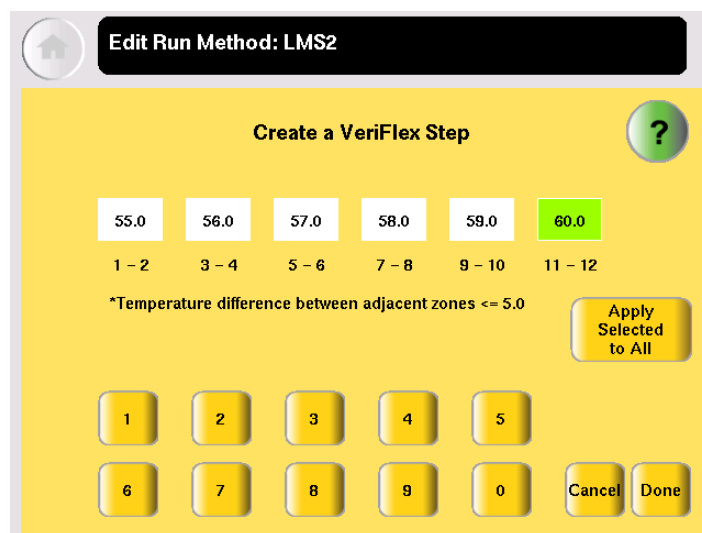 Edit Run Method: LMS2
Create a VeriFlex Step
?
55.0 56.0 57.0 58.0 59.0 60.0
1 – 2 3 – 4 5 – 6 7 – 8 9 – 10 11 – 12
*Temperature difference between adjacent zones <= 5.0
Apply
Selected
to All
1 2 3 4 5
6 7 8 9 0 Cancel Done